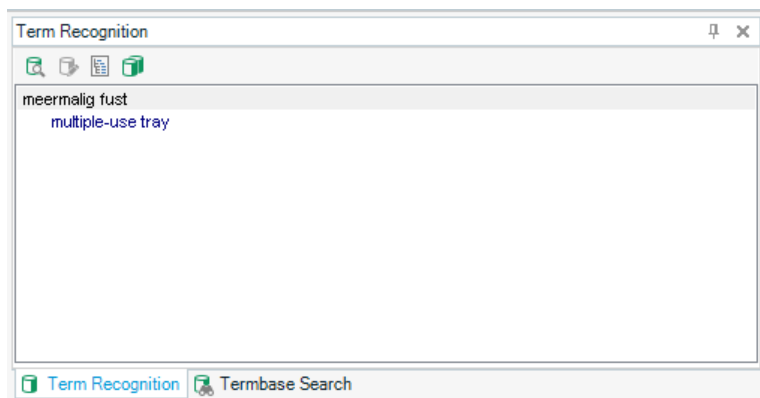 Term Recognition
meermalig fust
multiple-use tray
Term Recognition Termbase Search